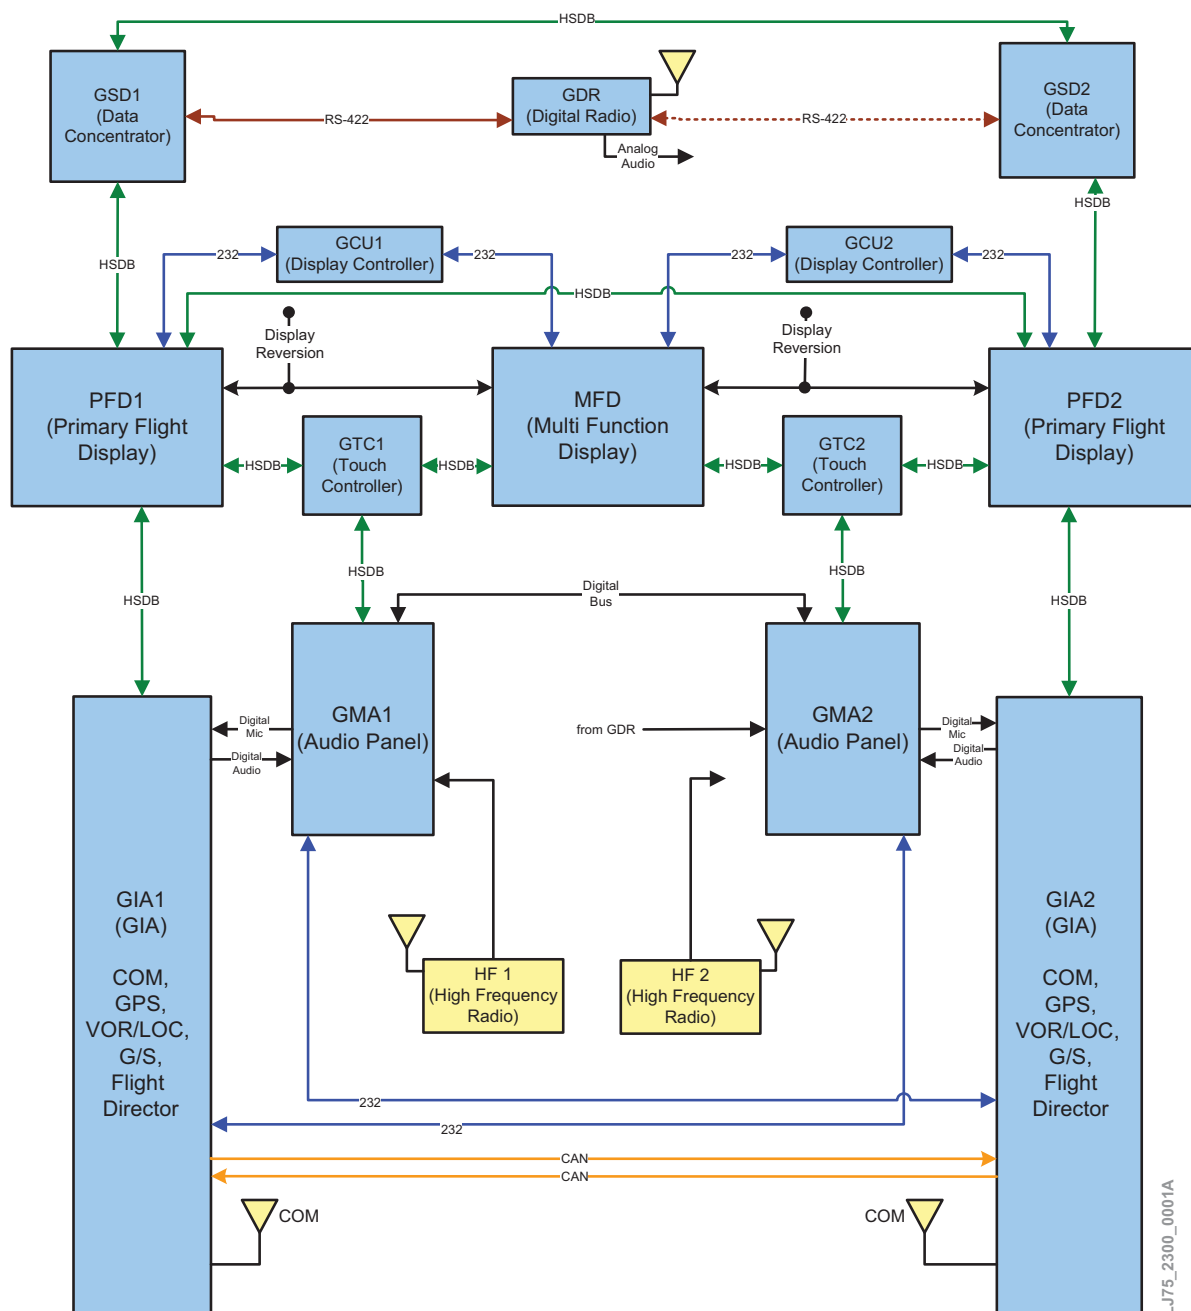 HSDB
GSD1
(Data
Concentrator)
RS-422
GDR
(Digital Radio)
Analog
Audio
RS-422
GSD2
(Data
Concentrator)
HSDB
HSDB
232
GCU1
(Display Controller)
232
232
GCU2
(Display Controller)
232
HSDB
Display
Reversion
Display
Reversion
PFD1
(Primary Flight
Display)
MFD
(Multi Function
Display)
PFD2
(Primary Flight
Display)
HSDB
GTC1
(Touch
Controller)
HSDB
HSDB
GTC2
(Touch
Controller)
HSDB
HSDB
HSDB
Digital
Bus
HSDB
HSDB
GMA1
(Audio Panel)
GMA2
(Audio Panel)
Digital
Mic
Digital
Audio
from GDR
Digital
Mic
Digital
Audio
GIA1
(GIA)
COM,
GPS,
VOR/LOC,
G/S,
Flight
Director
HF 1
(High Frequency
Radio)
HF 2
(High Frequency
Radio)
GIA2
(GIA)
COM,
GPS,
VOR/LOC,
G/S,
Flight
Director
232
232
CAN
CAN
COM
COM
LJ75_2300_0001A